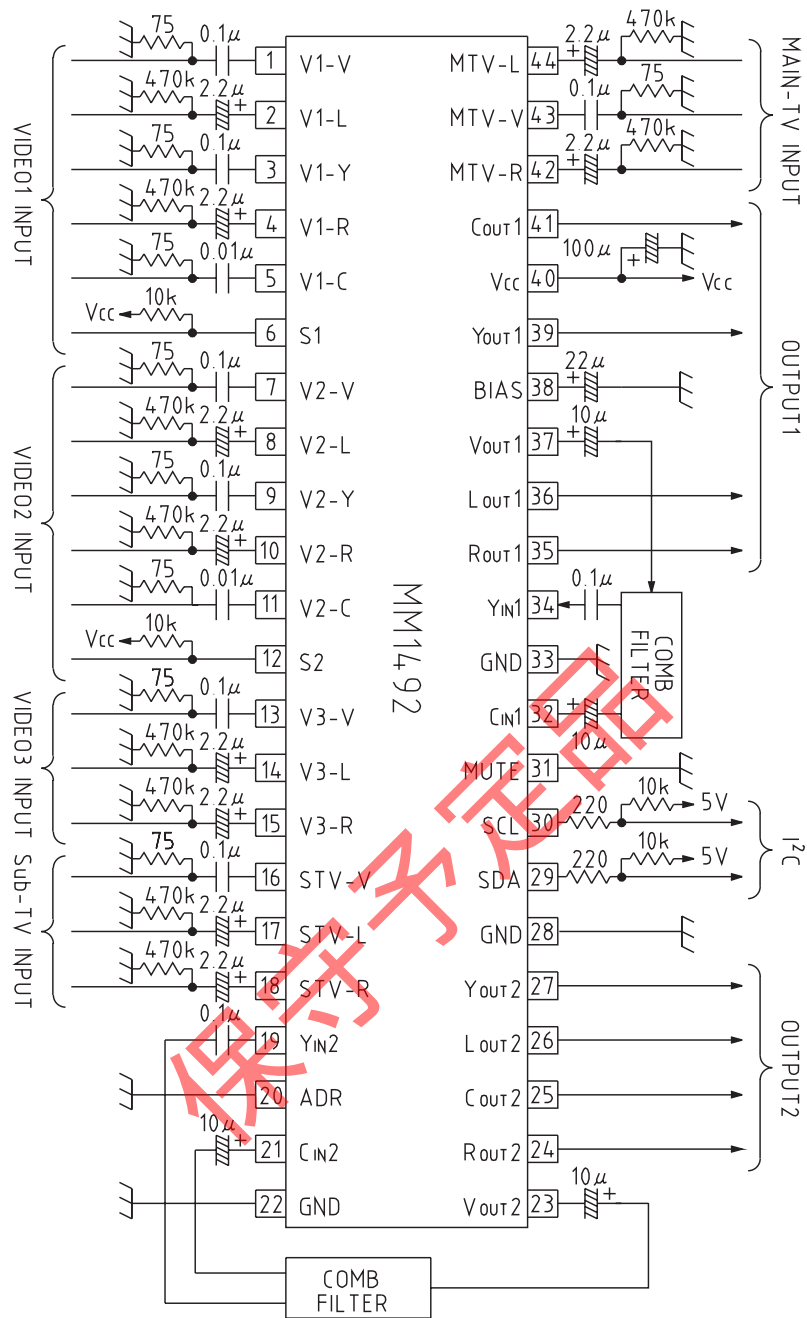 75
0.1μ
1
V1-V
470k
2.2μ
+
2
V1-L
75
0.1μ
3
V1-Y
470k
2.2μ
+
4
V1-R
75
0.01μ
5
V1-C
Vcc
10k
6
S1
VIDEO1 INPUT
75
0.1μ
7
V2-V
470k
2.2μ
+
8
V2-L
75
0.1μ
9
V2-Y
470k
2.2μ
+
10
V2-R
75
0.01μ
11
V2-C
Vcc
10k
12
S2
VIDEO2 INPUT
75
0.1μ
13
V3-V
470k
2.2μ
+
14
V3-L
470k
2.2μ
+
15
V3-R
VIDEO3 INPUT
75
0.1μ
16
STV-V
470k
2.2μ
+
17
STV-L
470k
2.2μ
+
18
STV-R
Sub-TV INPUT
0.1μ
19
YIN2
20
ADR
10μ
+
21
CIN2
22
GND
MM1492
MTV-L
44
2.2μ
+
470k
MTV-V
43
0.1μ
75
MTV-R
42
2.2μ
+
470k
MAIN-TV INPUT
COUT1
41
100μ
+
Vcc
40
Vcc
YOUT1
39
BIAS
38
22μ
+
VOUT1
37
10μ
+
LOUT1
36
ROUT1
35
OUTPUT1
YIN1
34
0.1μ
COMB
FILTER
GND
33
CIN1
32
+
10μ
MUTE
31
SCL
30
220
10k
5V
SDA
29
220
10k
5V
I²C
GND
28
YOUT2
27
LOUT2
26
COUT2
25
ROUT2
24
OUTPUT2
VOUT2
23
10μ
+
COMB
FILTER
保守予定品